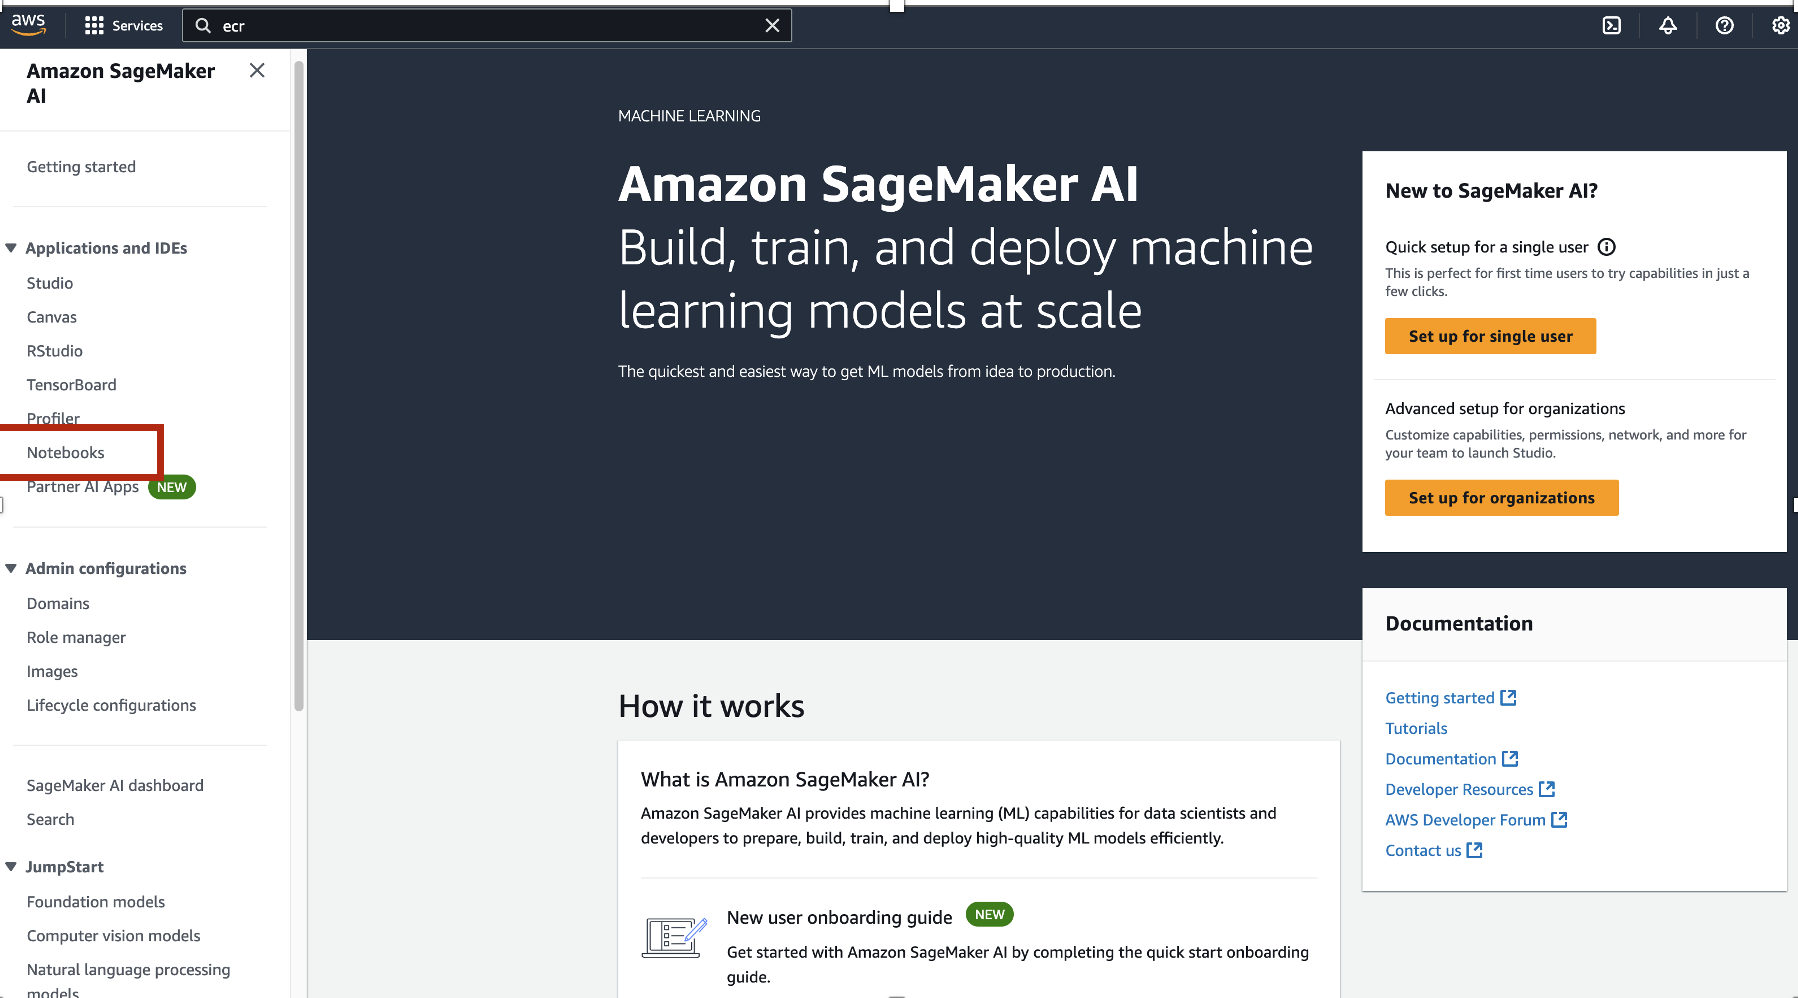 aws
Services
ecr
Amazon SageMaker
AI
Getting started
Applications and IDEs
Studio
Canvas
RStudio
TensorBoard
Profiler
Notebooks
Partner AI Apps NEW
Admin configurations
Domains
Role manager
Images
Lifecycle configurations
SageMaker AI dashboard
Search
JumpStart
Foundation models
Computer vision models
Natural language processing
models
MACHINE LEARNING
Amazon SageMaker AI
Build, train, and deploy machine
learning models at scale
The quickest and easiest way to get ML models from idea to production.
New to SageMaker AI?
Quick setup for a single user
This is perfect for first time users to try capabilities in just a
few clicks.
Set up for single user
Advanced setup for organizations
Customize capabilities, permissions, network, and more for
your team to launch Studio.
Set up for organizations
Documentation
Getting started
Tutorials
Documentation
Developer Resources
AWS Developer Forum
Contact us
How it works
What is Amazon SageMaker AI?
Amazon SageMaker AI provides machine learning (ML) capabilities for data scientists and
developers to prepare, build, train, and deploy high-quality ML models efficiently.
New user onboarding guide NEW
Get started with Amazon SageMaker AI by completing the quick start onboarding
guide.